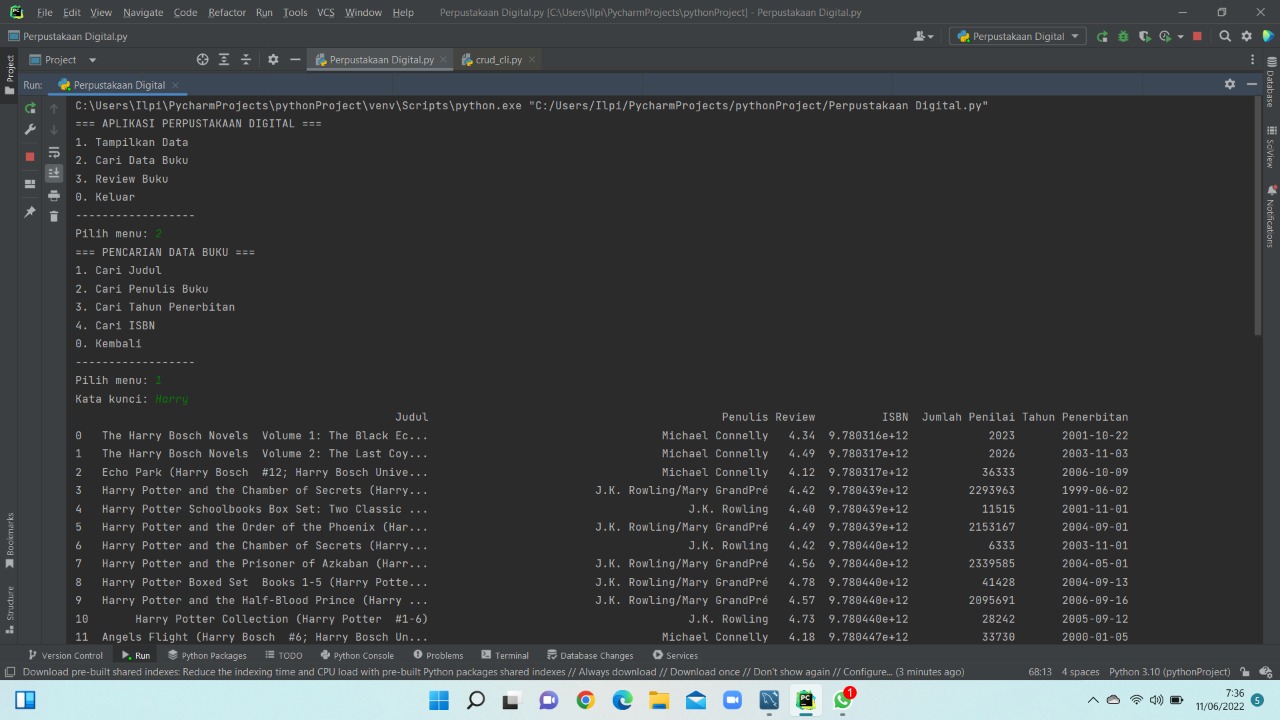 File Edit View Navigate Code Refactor Run Tools VCS Window Help Perpustakaan Digital.py [C:\Users\Ilpi\PycharmProjects\pythonProject] - Perpustakaan Digital.py
Perpustakaan Digital.py Perpustakaan Digital
Project Project Perpustakaan Digital.py crud_cli.py
Run: Perpustakaan Digital
C:\Users\Ilpi\PycharmProjects\pythonProject\venv\Scripts\python.exe "C:/Users/Ilpi/PycharmProjects/pythonProject/Perpustakaan Digital.py"
=== APLIKASI PERPUSTAKAAN DIGITAL ===
1. Tampilkan Data
2. Cari Data Buku
3. Review Buku
0. Keluar
------------------
Pilih menu: 2
=== PENCARIAN DATA BUKU ===
1. Cari Judul
2. Cari Penulis Buku
3. Cari Tahun Penerbitan
4. Cari ISBN
0. Kembali
------------------
Pilih menu: 1
Kata kunci: Harry
Judul Penulis Review ISBN Jumlah Penilai Tahun Penerbitan
0 The Harry Bosch Novels Volume 1: The Black Ec... Michael Connelly 4.34 9.780316e+12 2023 2001-10-22
1 The Harry Bosch Novels Volume 2: The Last Coy... Michael Connelly 4.49 9.780317e+12 2026 2003-11-03
2 Echo Park (Harry Bosch #12; Harry Bosch Unive... Michael Connelly 4.12 9.780317e+12 36333 2006-10-09
3 Harry Potter and the Chamber of Secrets (Harry... J.K. Rowling/Mary GrandPré 4.42 9.780439e+12 2293963 1999-06-02
4 Harry Potter Schoolbooks Box Set: Two Classic ... J.K. Rowling 4.40 9.780439e+12 11515 2001-11-01
5 Harry Potter and the Order of the Phoenix (Har... J.K. Rowling/Mary GrandPré 4.49 9.780439e+12 2153167 2004-09-01
6 Harry Potter and the Chamber of Secrets (Harry... J.K. Rowling 4.42 9.780440e+12 6333 2003-11-01
7 Harry Potter and the Prisoner of Azkaban (Harr... J.K. Rowling/Mary GrandPré 4.56 9.780440e+12 2339585 2004-05-01
8 Harry Potter Boxed Set Books 1-5 (Harry Potte... J.K. Rowling/Mary GrandPré 4.78 9.780440e+12 41428 2004-09-13
9 Harry Potter and the Half-Blood Prince (Harry ... J.K. Rowling/Mary GrandPré 4.57 9.780440e+12 2095691 2006-09-16
10 Harry Potter Collection (Harry Potter #1-6) J.K. Rowling 4.73 9.780440e+12 28242 2005-09-12
11 Angels Flight (Harry Bosch #6; Harry Bosch Un... Michael Connelly 4.18 9.780447e+12 33730 2000-01-05
Database
SciView
Notifications
Bookmarks
Structure
Version Control Run Python Packages TODO Python Console Problems Terminal Database Changes Services
Download pre-built shared indexes: Reduce the indexing time and CPU load with pre-built Python packages shared indexes // Always download // Download once // Don't show again // Configure... (3 minutes ago) 68:13 4 spaces Python 3.10 (pythonProject)
PC
1
7:36
11/06/2022
5